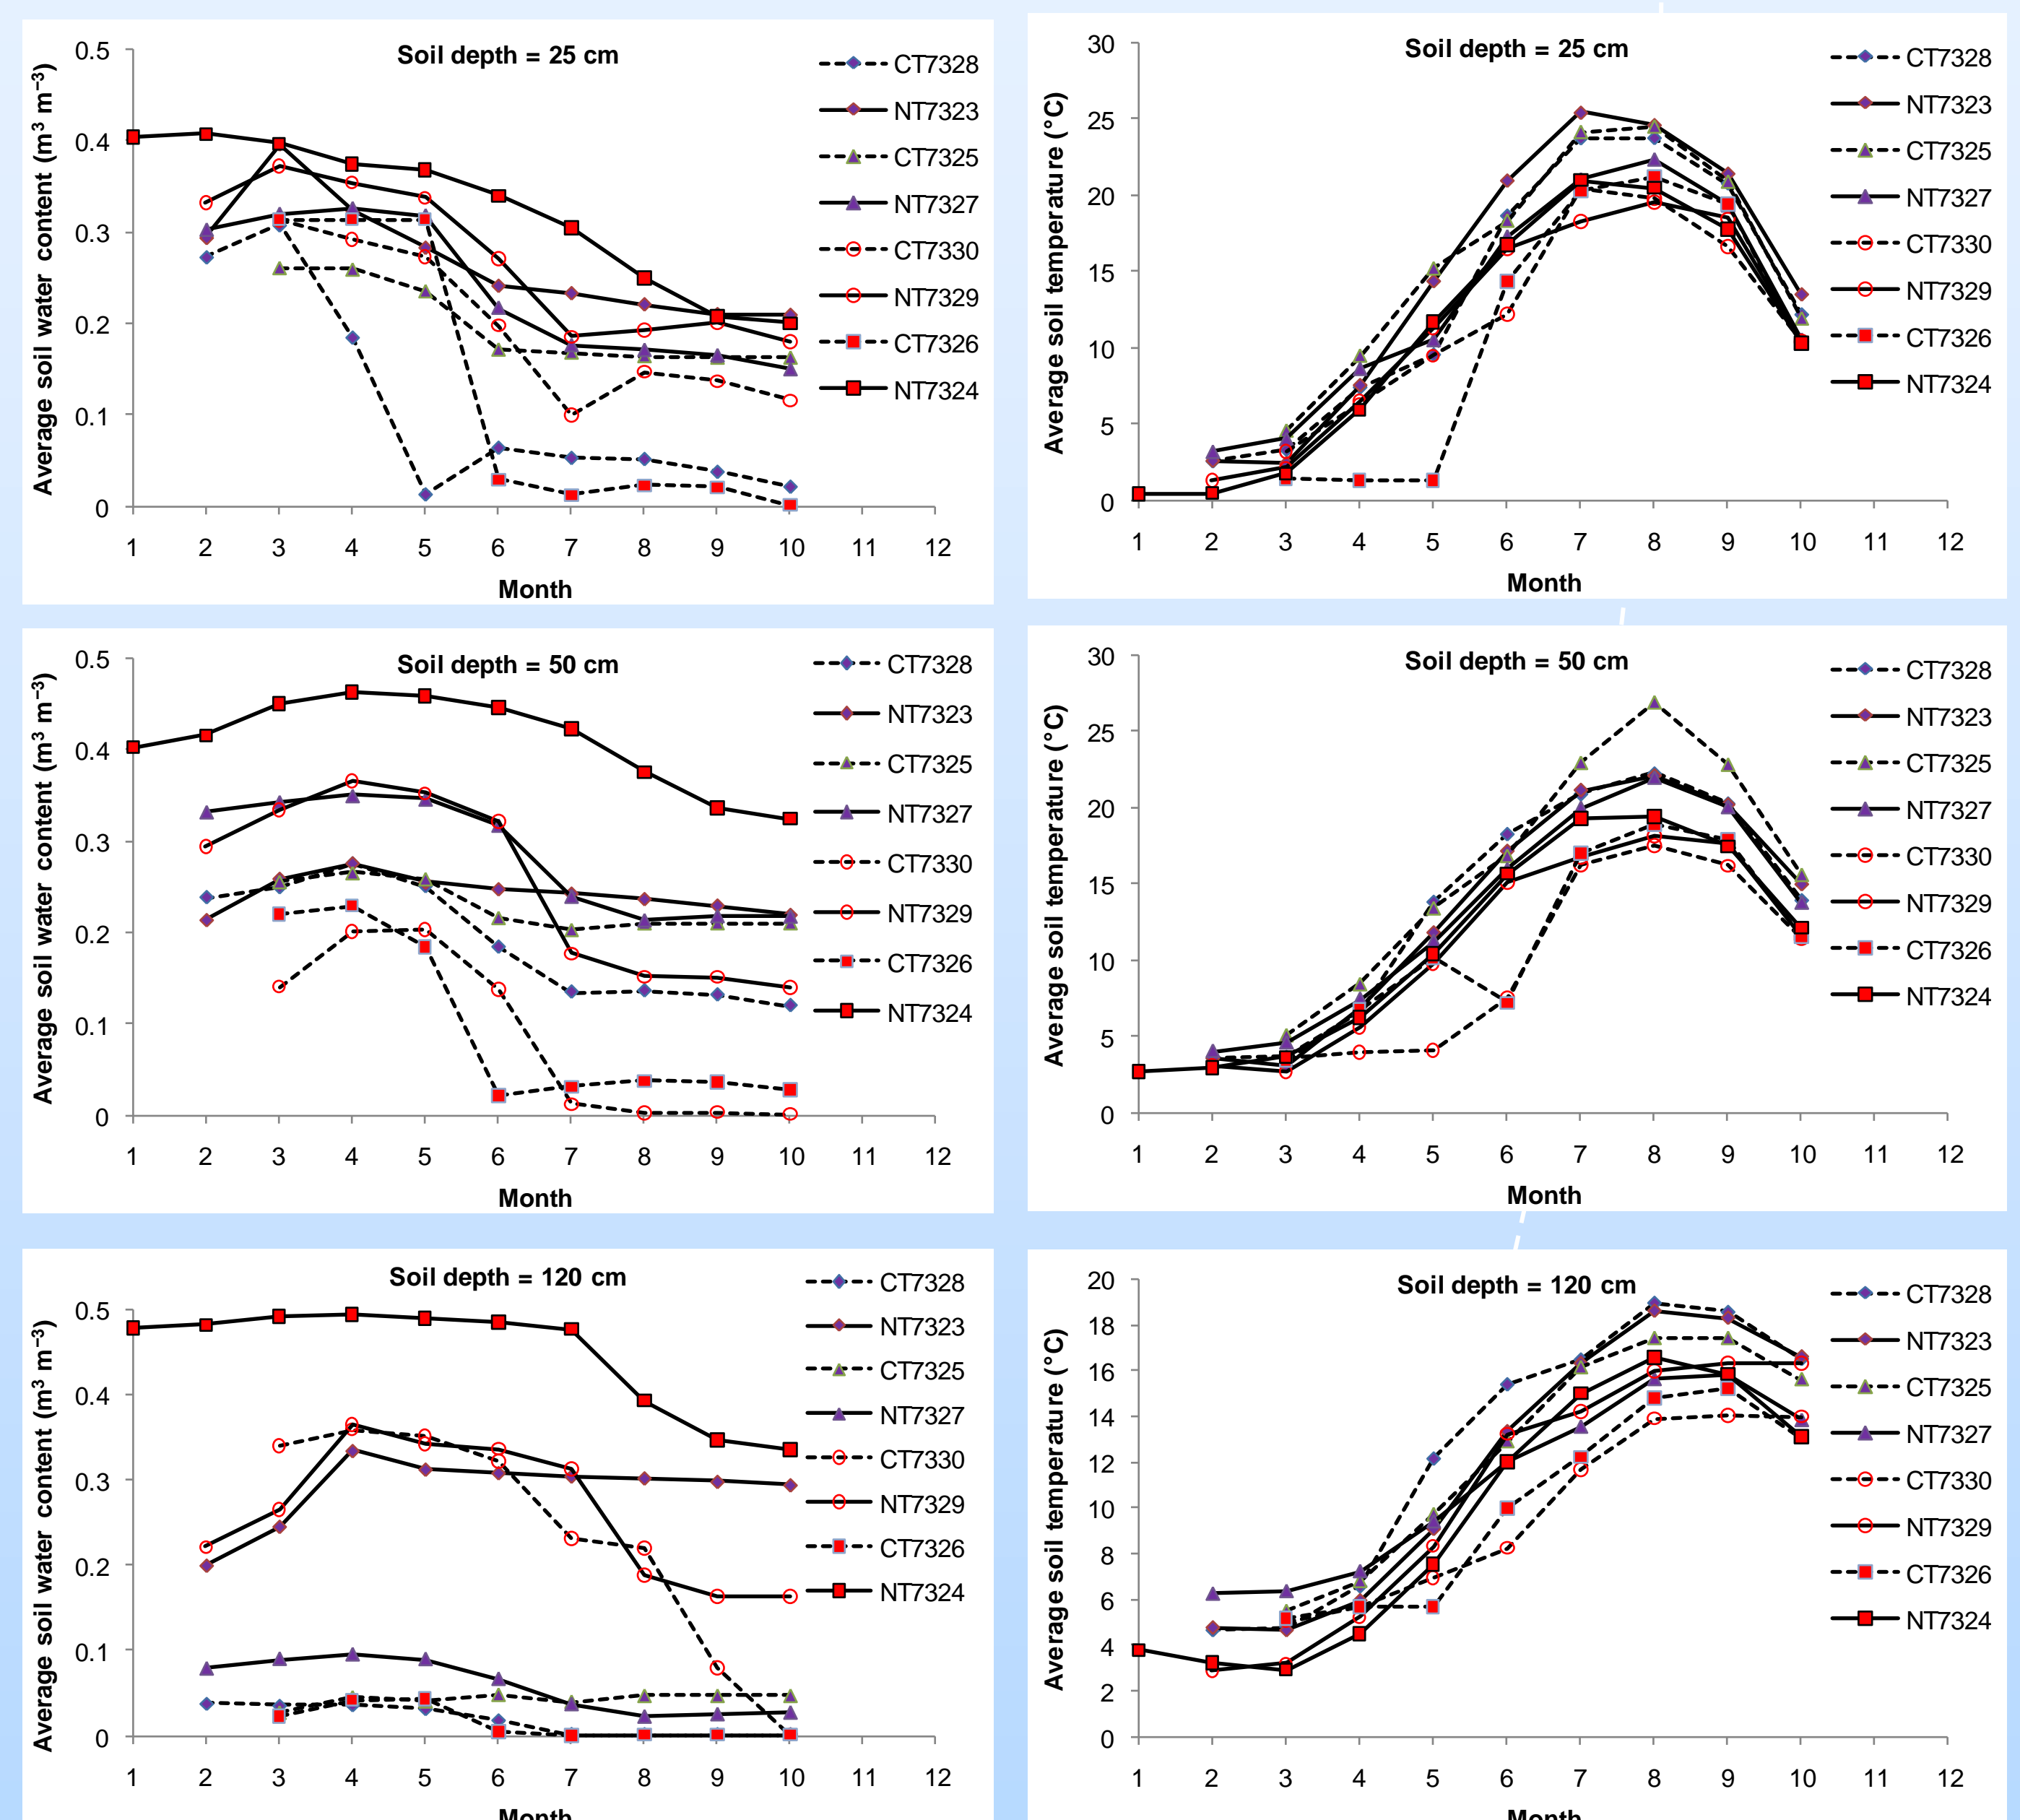 Soil depth = 25 cm
Average soil water content (m³ m⁻³)
0.5
0.4
0.3
0.2
0.1
0
1 2 3 4 5 6 7 8 9 10 11 12
Month
CT7328
NT7323
CT7325
NT7327
CT7330
NT7329
CT7326
NT7324
Soil depth = 25 cm
Average soil temperature (°C)
30
25
20
15
10
5
0
1 2 3 4 5 6 7 8 9 10 11 12
Month
CT7328
NT7323
CT7325
NT7327
CT7330
NT7329
CT7326
NT7324
Soil depth = 50 cm
Average soil water content (m³ m⁻³)
0.5
0.4
0.3
0.2
0.1
0
1 2 3 4 5 6 7 8 9 10 11 12
Month
CT7328
NT7323
CT7325
NT7327
CT7330
NT7329
CT7326
NT7324
Soil depth = 50 cm
Average soil temperature (°C)
30
25
20
15
10
5
0
1 2 3 4 5 6 7 8 9 10 11 12
Month
CT7328
NT7323
CT7325
NT7327
CT7330
NT7329
CT7326
NT7324
Soil depth = 120 cm
Average soil water content (m³ m⁻³)
0.5
0.4
0.3
0.2
0.1
0
1 2 3 4 5 6 7 8 9 10 11 12
Month
CT7328
NT7323
CT7325
NT7327
CT7330
NT7329
CT7326
NT7324
Soil depth = 120 cm
Average soil temperature (°C)
20
18
16
14
12
10
8
6
4
2
0
1 2 3 4 5 6 7 8 9 10 11 12
Month
CT7328
NT7323
CT7325
NT7327
CT7330
NT7329
CT7326
NT7324